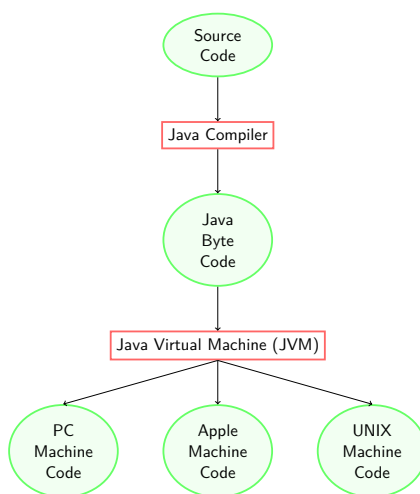 Source
Code
Java Compiler
Java
Byte
Code
Java Virtual Machine (JVM)
PC
Machine
Code
Apple
Machine
Code
UNIX
Machine
Code